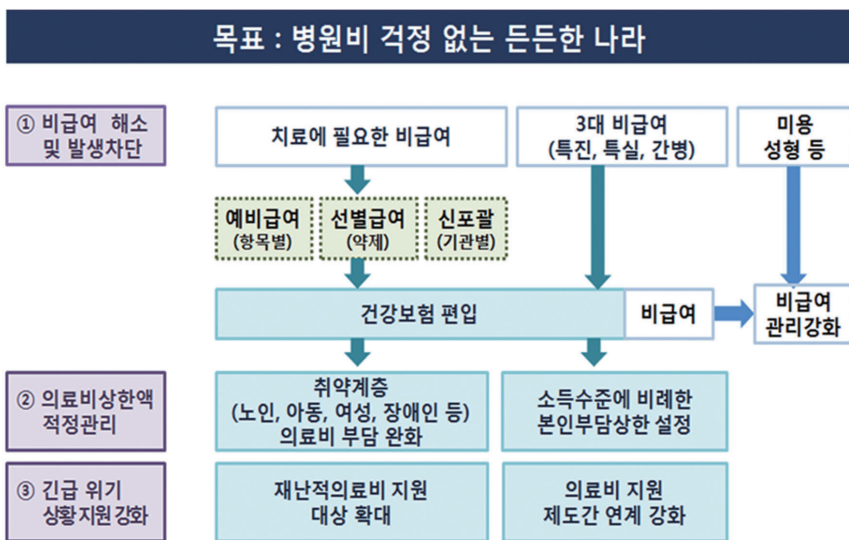 목표 : 병원비 걱정 없는 든든한 나라
① 비급여 해소
및 발생차단
치료에 필요한 비급여
3대 비급여
(특진, 특실, 간병)
미용
성형 등
예비급여
(항목별)
선별급여
(약제)
신포괄
(기관별)
건강보험 편입
비급여
비급여
관리강화
② 의료비상한액
적정관리
취약계층
(노인, 아동, 여성, 장애인 등)
의료비 부담 완화
소득수준에 비례한
본인부담상한 설정
③ 긴급 위기
상황지원 강화
재난적의료비 지원
대상 확대
의료비 지원
제도간 연계 강화